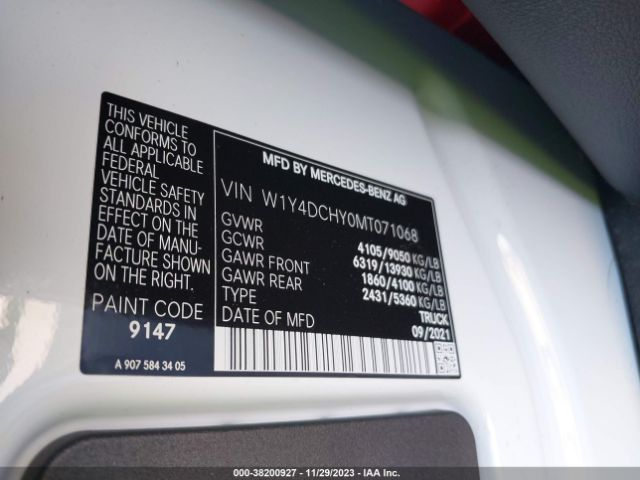 THIS VEHICLE
CONFORMS TO
ALL APPLICABLE
FEDERAL
VEHICLE SAFETY
STANDARDS IN
EFFECT ON THE
DATE OF MANU-
FACTURE SHOWN
ON THE RIGHT.
PAINT CODE
9147
A 907 584 34 05
MFD BY MERCEDES-BENZ AG
VIN W1Y4DCHY0MT071068
GVWR 4105/9050 KG/LB
GCWR 6319/13930 KG/LB
GAWR FRONT 1860/4100 KG/LB
GAWR REAR 2431/5360 KG/LB
TYPE TRUCK
DATE OF MFD 09/2021
000-38200927 - 11/29/2023 - IAA Inc.